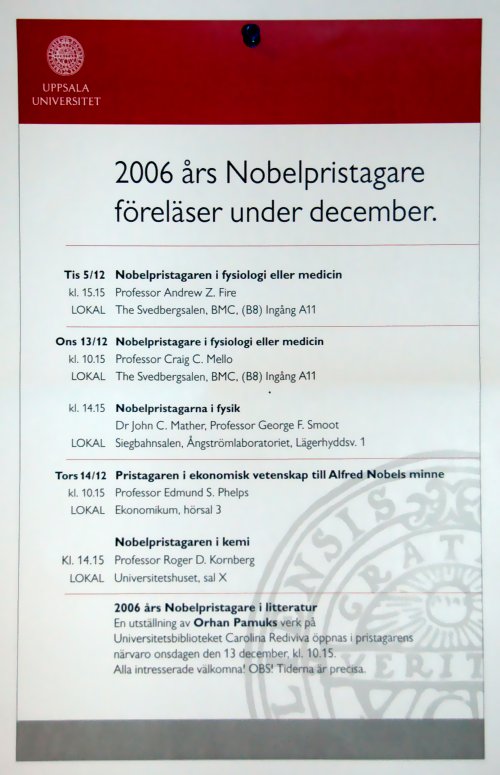 UPPSALA
UNIVERSITET
2006 års Nobelpristagare
föreläser under december.
Tis 5/12 Nobelpristagaren i fysiologi eller medicin
kl. 15.15 Professor Andrew Z. Fire
LOKAL The Svedbergsalen, BMC, (B8) Ingång A11
Ons 13/12 Nobelpristagare i fysiologi eller medicin
kl. 10.15 Professor Craig C. Mello
LOKAL The Svedbergsalen, BMC, (B8) Ingång A11
kl. 14.15 Nobelpristagarna i fysik
Dr John C. Mather, Professor George F. Smoot
LOKAL Siegbahnsalen, Ångströmlaboratoriet, Lägerhyddsv. 1
Tors 14/12 Pristagaren i ekonomisk vetenskap till Alfred Nobels minne
kl. 10.15 Professor Edmund S. Phelps
LOKAL Ekonomikum, hörsal 3
Nobelpristagaren i kemi
Kl. 14.15 Professor Roger D. Kornberg
LOKAL Universitetshuset, sal X
2006 års Nobelpristagare i litteratur
En utställning av Orhan Pamuks verk på
Universitetsbiblioteket Carolina Rediviva öppnas i pristagarens
närvaro onsdagen den 13 december, kl. 10.15.
Alla intresserade välkomna! OBS! Tiderna är precisa.